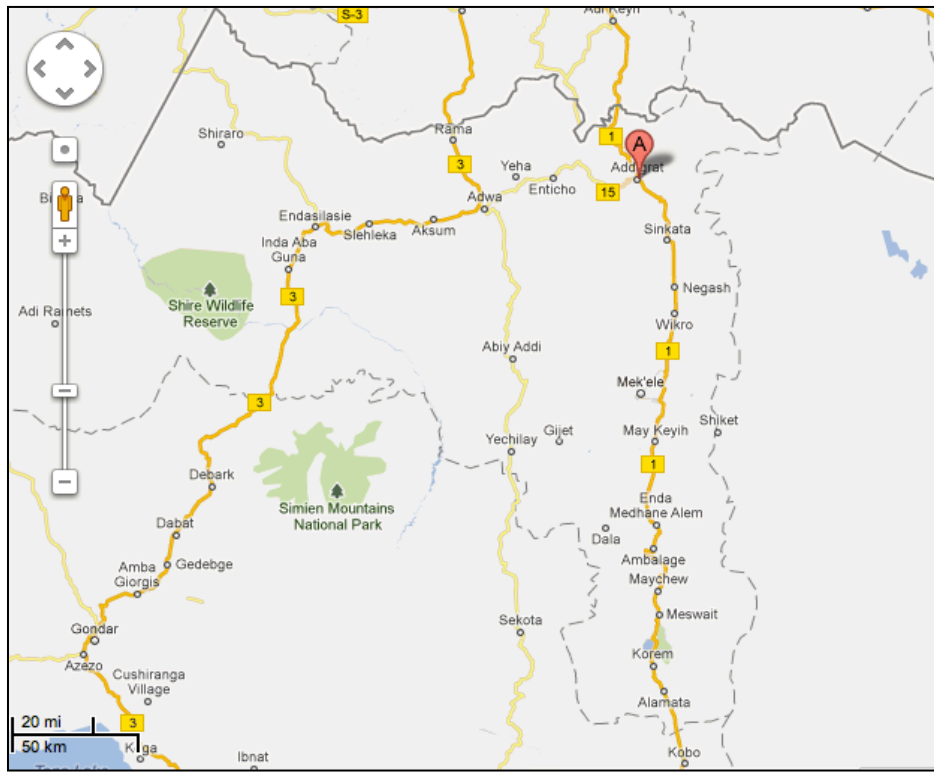 S-3
Adi Keyh
1
Shiraro
Rama
3
A
Addigrat
Yeha
Enticho
15
Adwa
Endasilasie
Slehleka
Aksum
Sinkata
Inda Aba
Guna
3
Negash
Shire Wildlife
Reserve
Wikro
1
Abiy Addi
Mek'ele
3
Shiket
May Keyih
Yechilay
Gijet
1
Debark
Simien Mountains
National Park
Enda
Medhane Alem
Dabat
Dala
Ambalage
Gedebge
Amba
Giorgis
Maychew
Meswait
Sekota
Gondar
Azezo
Korem
Cushiranga
Village
Alamata
20 mi
50 km
3
Ibnat
Kobo